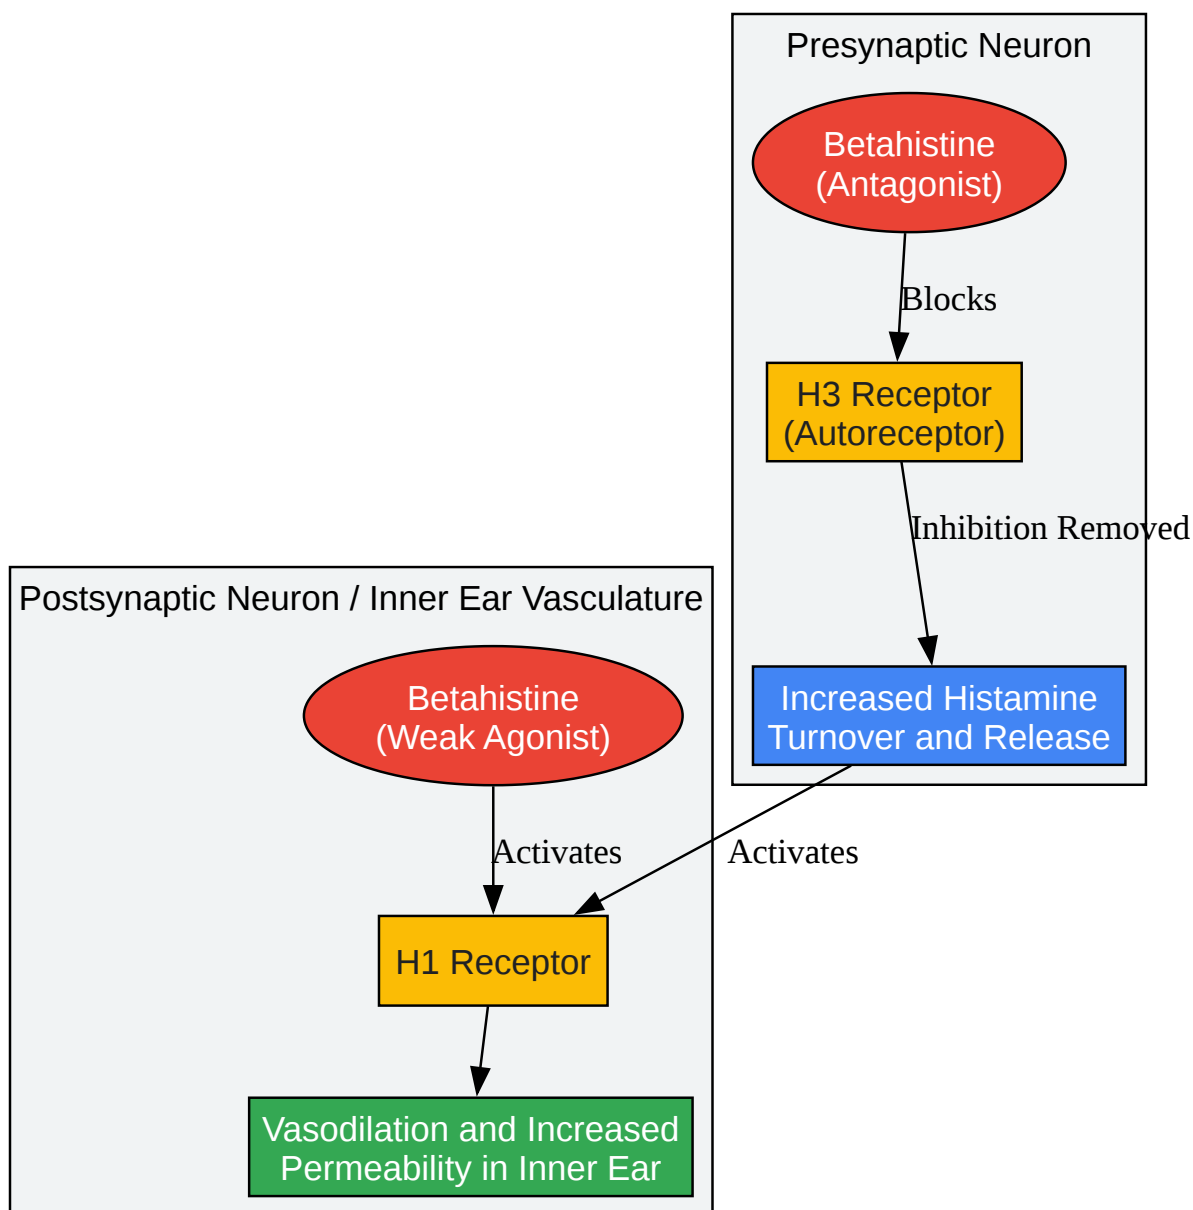 Presynaptic Neuron
Betahistine
(Antagonist)
Blocks
H3 Receptor
(Autoreceptor)
Inhibition Removed
Increased Histamine
Turnover and Release
Activates
Postsynaptic Neuron / Inner Ear Vasculature
Betahistine
(Weak Agonist)
Activates
H1 Receptor
Vasodilation and Increased
Permeability in Inner Ear